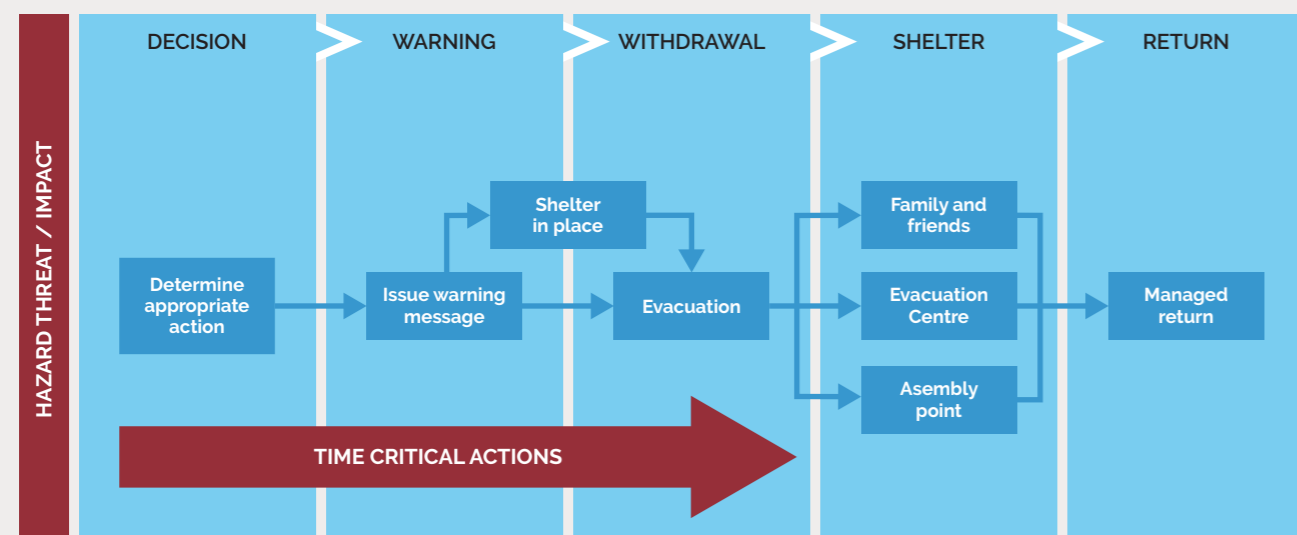 HAZARD THREAT / IMPACT
DECISION
WARNING
WITHDRAWAL
SHELTER
RETURN
Determine
appropriate
action
Issue warning
message
Shelter
in place
Evacuation
Family and
friends
Evacuation
Centre
Asembly
point
Managed
return
TIME CRITICAL ACTIONS